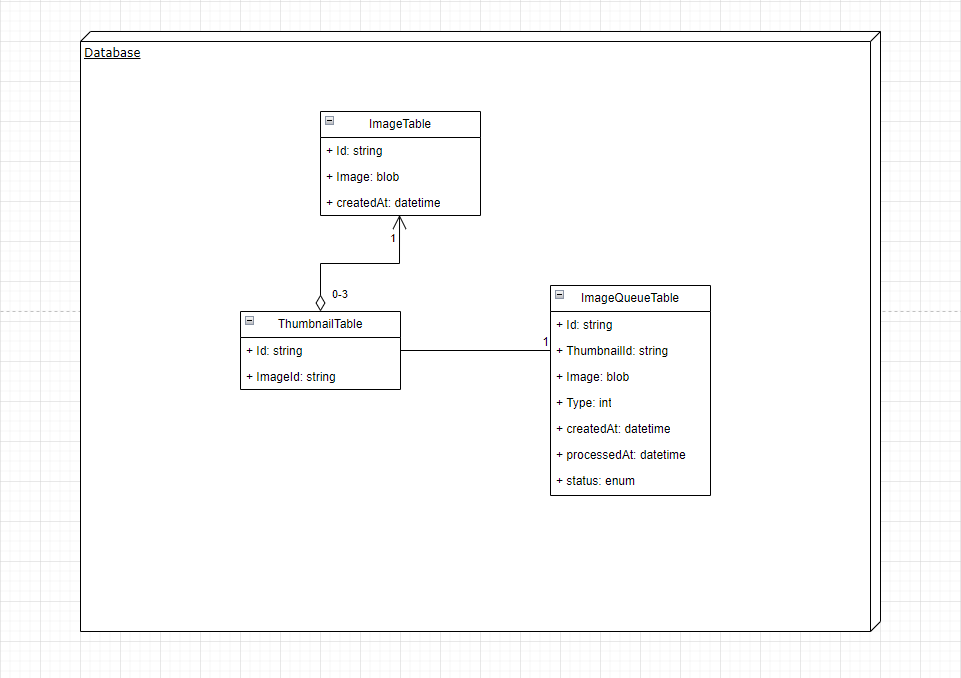 Database
ImageTable
+ Id: string
+ Image: blob
+ createdAt: datetime
1
0-3
ThumbnailTable
+ Id: string
+ ImageId: string
1
ImageQueueTable
+ Id: string
+ ThumbnailId: string
+ Image: blob
+ Type: int
+ createdAt: datetime
+ processedAt: datetime
+ status: enum